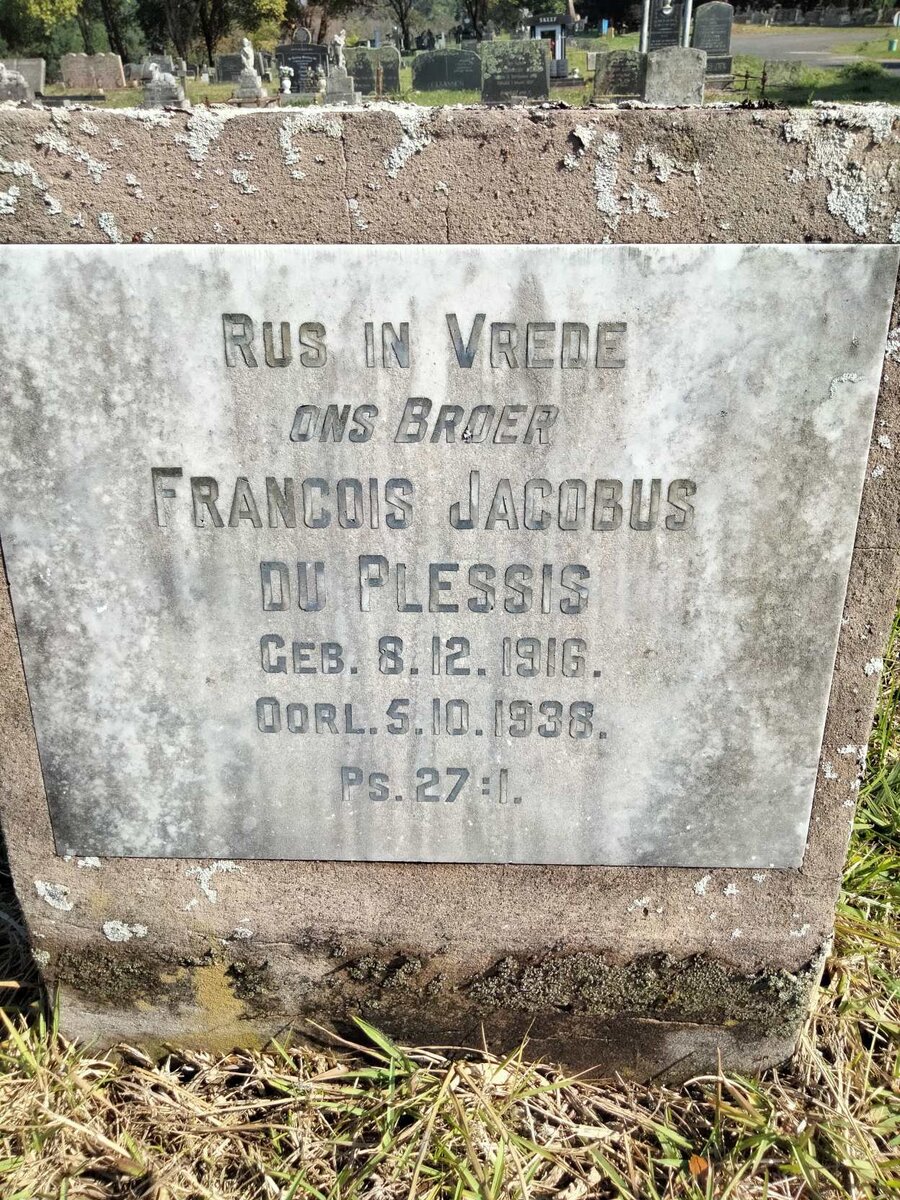 RUS IN VREDE
ONS BROER
FRANCOIS JACOBUS
DU PLESSIS
GEB. 8.12.1916.
OORL. 5.10.1938.
PS. 27:1.